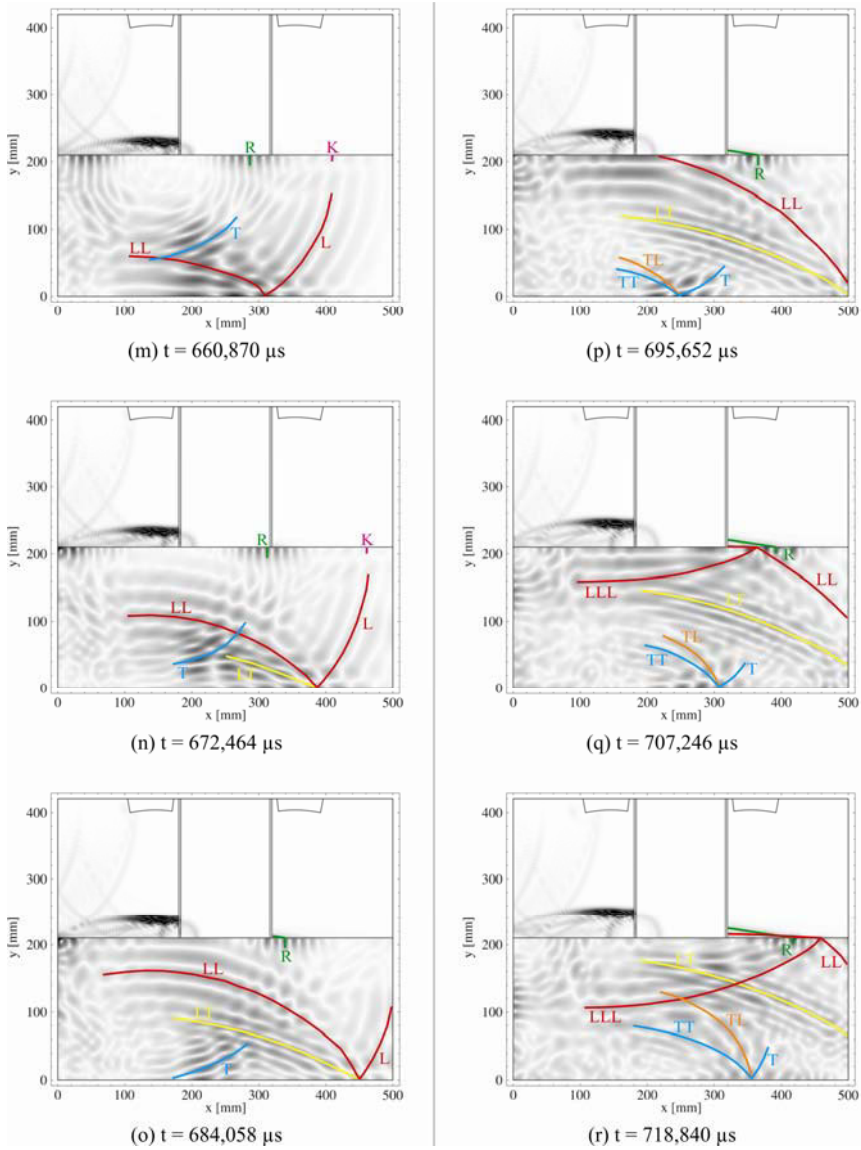 400
300
y [mm]
R
K
200
100
T
LL
L
0
0 100 200 300 400 500
x [mm]
(m) t = 660,870 µs
400
300
y [mm]
R
K
200
LL
100
L
T
LT
0
0 100 200 300 400 500
x [mm]
(n) t = 672,464 µs
400
300
y [mm]
200
R
LL
100
LT
L
T
0
0 100 200 300 400 500
x [mm]
(o) t = 684,058 µs
400
300
y [mm]
200
R
LL
LT
100
TL
TT
T
0
0 100 200 300 400 500
x [mm]
(p) t = 695,652 µs
400
300
y [mm]
200
R
LL
LLL
LT
100
TL
TT
T
0
0 100 200 300 400 500
x [mm]
(q) t = 707,246 µs
400
300
y [mm]
200
R
LL
LT
TL
100
LLL
TT
T
0
0 100 200 300 400 500
x [mm]
(r) t = 718,840 µs